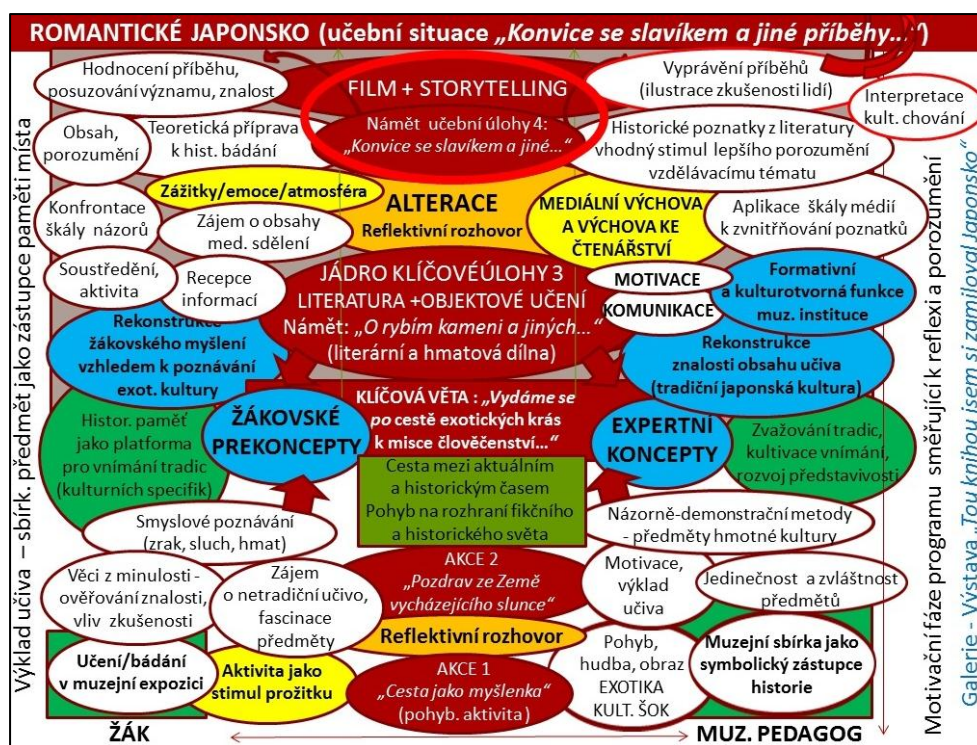 ROMANTICKÉ JAPONSKO (učební situace „Konvice se slavíkem a jiné příběhy...“)
Hodnocení příběhu,
posuzování významu, znalost
FILM + STORYTELLING
Vyprávění příběhů
(ilustrace zkušenosti lidí)
Interpretace
kult. chování
Obsah,
porozumění
Teoretická příprava
k hist. bádání
Námět učební úlohy 4:
„Konvice se slavíkem a jiné...“
Historické poznatky z literatury
vhodný stimul lepšího porozumění
vzdělávacímu tématu
Zážitky/emoce/atmosféra
ALTERACE
Reflektivní rozhovor
MEDIÁLNÍ VÝCHOVA
A VÝCHOVA KE
ČTENÁŘSTVÍ
Konfrontace
škály názorů
Zájem o obsahy
med. sdělení
Aplikace škály médií
k zvnitřňování poznatků
Soustředění,
aktivita
Recepce
informací
JÁDRO KLÍČOVÉÚLOHY 3
LITERATURA +OBJEKTOVÉ UČENÍ
Námět: „O rybím kameni a jiných...“
(literární a hmatová dílna)
MOTIVACE
KOMUNIKACE
Formativní
a kulturotvorná funkce
muz. instituce
Rekonstrukce
žákovského myšlení
vzhledem k poznávání
exot. kultury
Rekonstrukce
znalosti obsahu učiva
(tradiční japonská kultura)
Histor. paměť
jako platforma
pro vnímání tradic
(kulturních specifik)
ŽÁKOVSKÉ
PREKONCEPTY
KLÍČOVÁ VĚTA : „Vydáme se
po cestě exotických krás
k misce člověčenství...“
EXPERTNÍ
KONCEPTY
Zvažování tradic,
kultivace vnímání,
rozvoj představivosti
Cesta mezi aktuálním
a historickým časem
Pohyb na rozhraní fikčního
a historického světa
Smyslové poznávání
(zrak, sluch, hmat)
Názorně-demonstrační metody
- předměty hmotné kultury
Věci z minulosti -
ověřování znalosti,
vliv zkušenosti
Zájem
o netradiční učivo,
fascinace
předměty
AKCE 2
„Pozdrav ze Země
vycházejícího slunce“
Motivace,
výklad
učiva
Jedinečnost a zvláštnost
předmětů
Reflektivní rozhovor
Učení/bádání
v muzejní expozici
Aktivita jako
stimul prožitku
AKCE 1
„Cesta jako myšlenka“
(pohyb. aktivita)
Pohyb,
hudba, obraz
EXOTIKA
KULT. ŠOK
Muzejní sbírka jako
symbolický zástupce
historie
ŽÁK
MUZ. PEDAGOG
Výklad učiva – sbírk. předmět jako zástupce paměti místa
Motivační fáze programu směřující k reflexi a porozumění
Galerie - Výstava „Tou knihou jsem si zamiloval Japonsko“